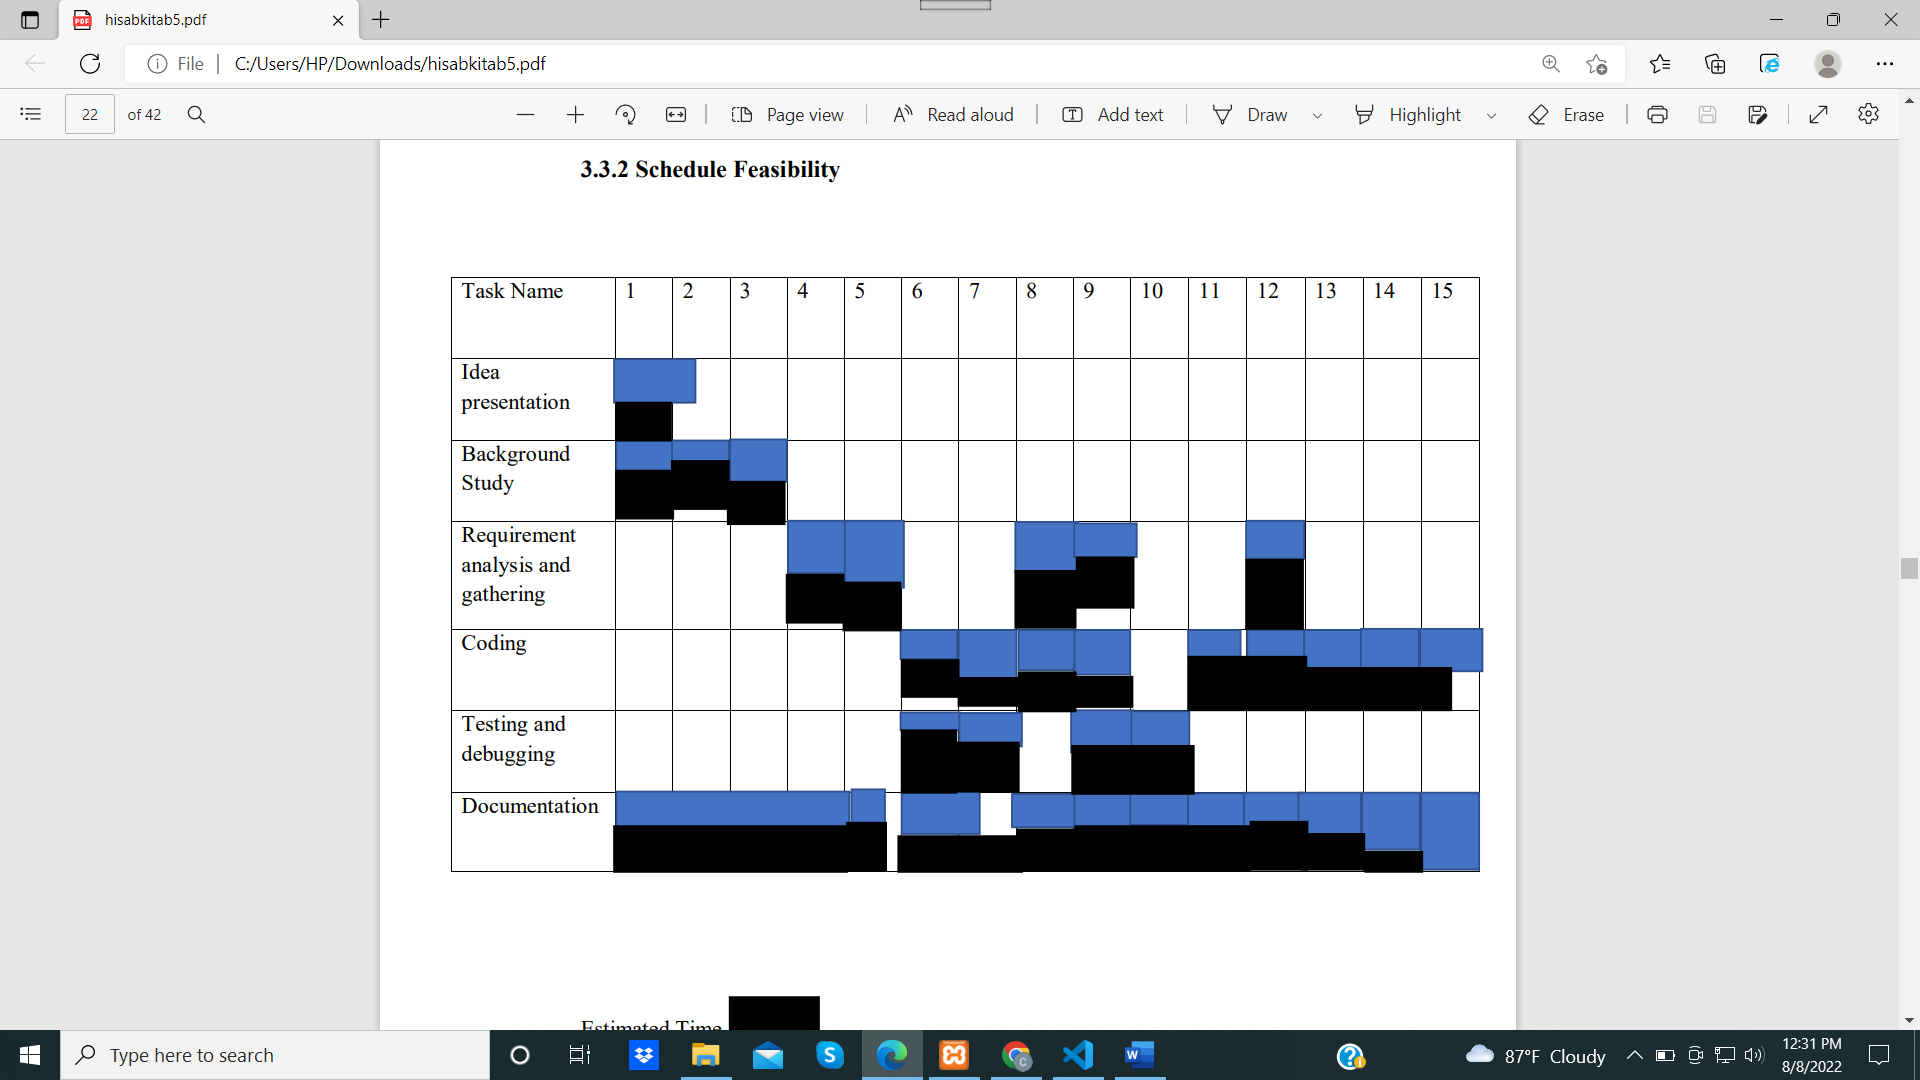 hisabkitab5.pdf
File
C:/Users/HP/Downloads/hisabkitab5.pdf
22 of 42
Page view
Read aloud
Add text
Draw
Highlight
Erase
3.3.2 Schedule Feasibility
Task Name 1 2 3 4 5 6 7 8 9 10 11 12 13 14 15
Idea
presentation
Background
Study
Requirement
analysis and
gathering
Coding
Testing and
debugging
Documentation
Estimated Time
Type here to search
87°F Cloudy
12:31 PM
8/8/2022